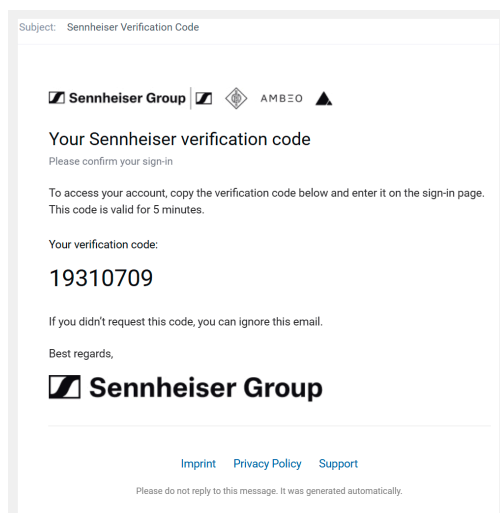 Subject: Sennheiser Verification Code
Sennheiser Group AMBEO
Your Sennheiser verification code
Please confirm your sign-in
To access your account, copy the verification code below and enter it on the sign-in page.
This code is valid for 5 minutes.
Your verification code:
19310709
If you didn't request this code, you can ignore this email.
Best regards,
Sennheiser Group
Imprint Privacy Policy Support
Please do not reply to this message. It was generated automatically.